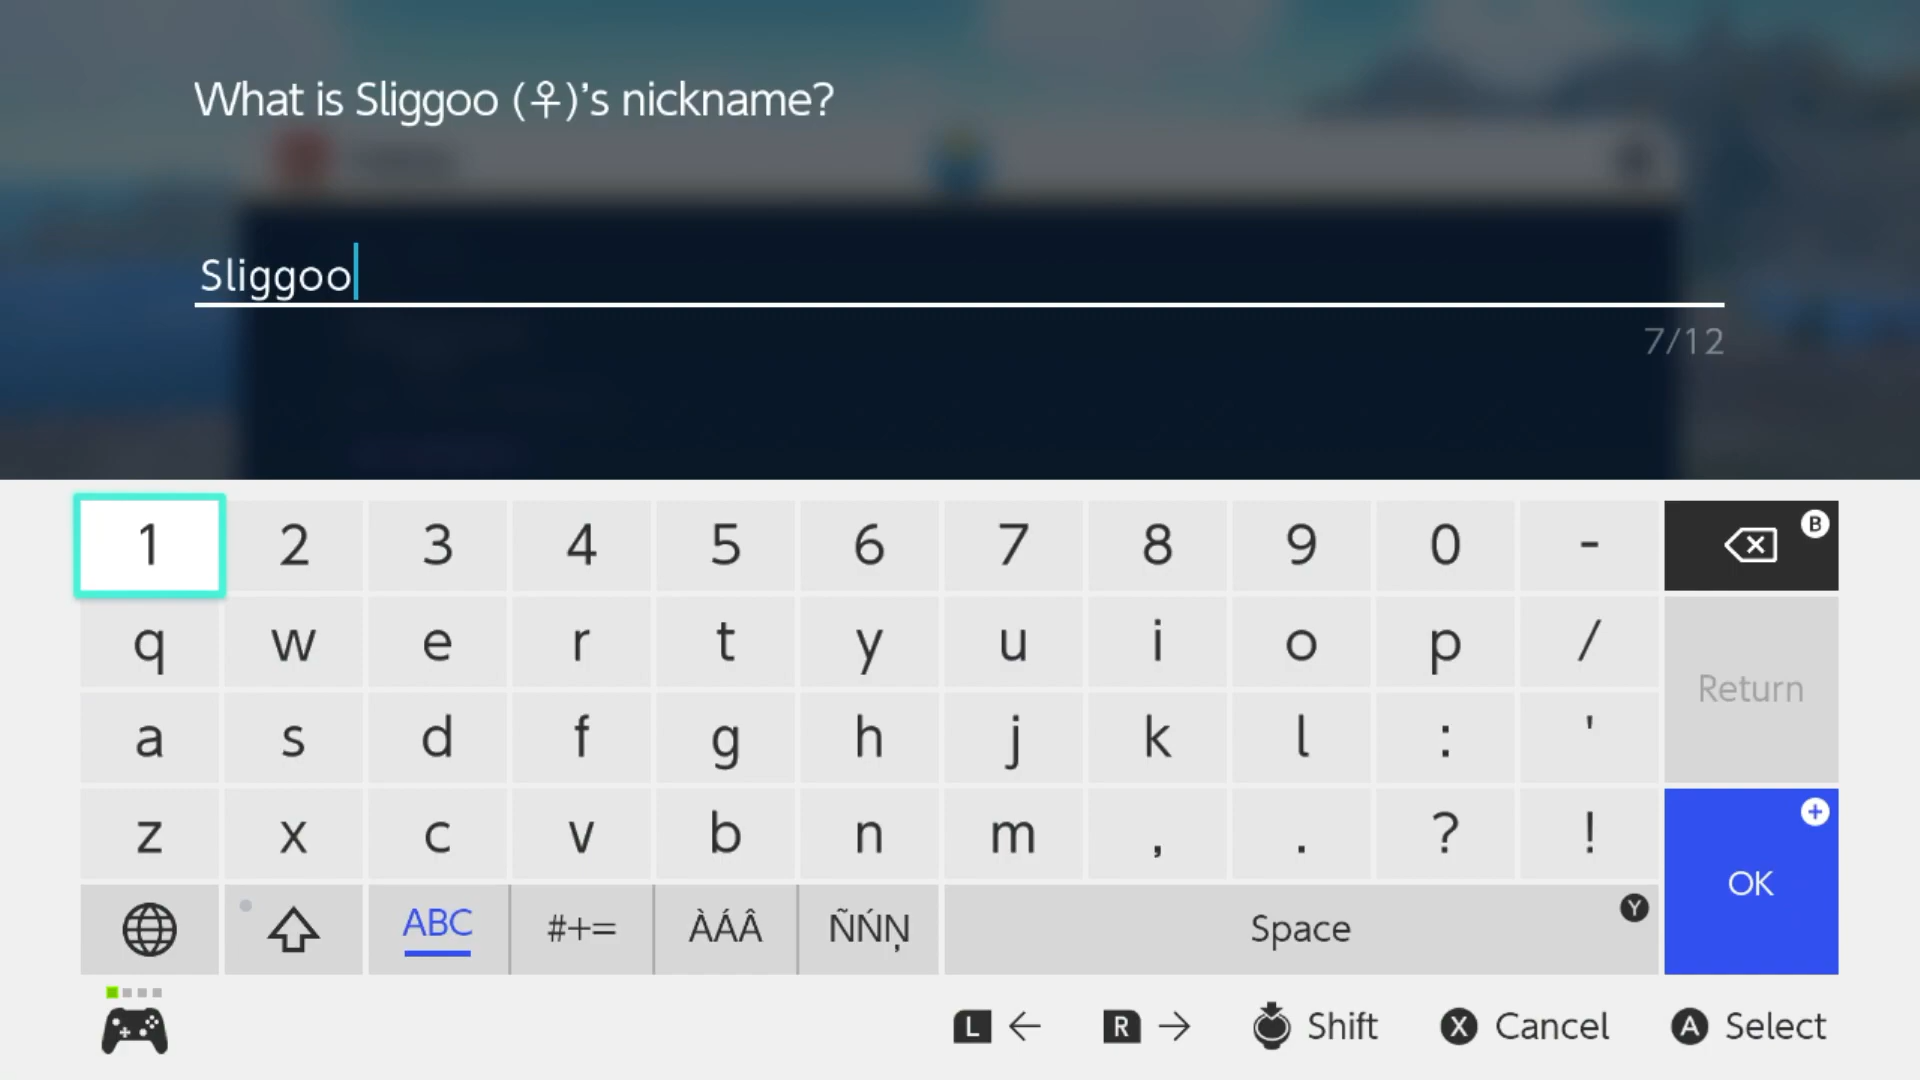 What is Sliggoo (♀)’s nickname?
Sliggoo
7/12
1 2 3 4 5 6 7 8 9 0 - B
q w e r t y u i o p /
Return
a s d f g h j k l : '
z x c v b n m , . ? ! +
OK
ABC #+= ÀÁÂ ÑŃŅ Space Y
L ← R → Shift X Cancel A Select